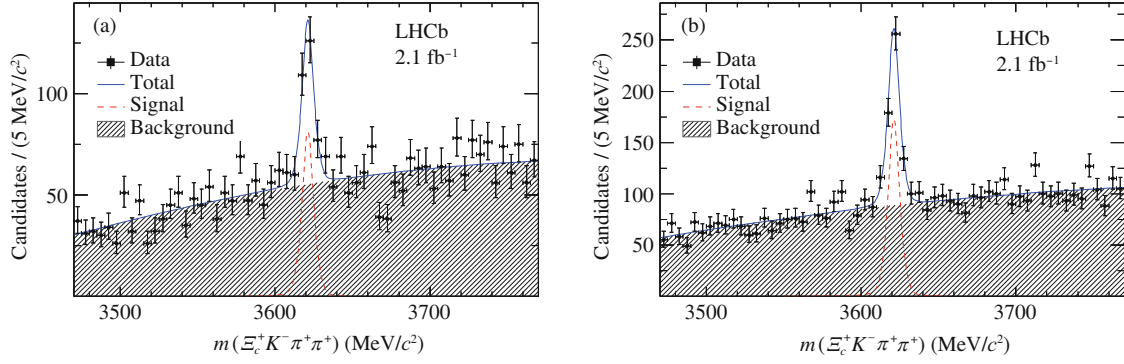 (a)
LHCb
2.1 fb⁻¹
Data
Total
Signal
Background
Candidates / (5 MeV/c²)
100
50
3500
3600
3700
m (Ξc⁺K⁻π⁺π⁺) (MeV/c²)
(b)
LHCb
2.1 fb⁻¹
Data
Total
Signal
Background
Candidates / (5 MeV/c²)
250
200
150
100
50
3500
3600
3700
m (Ξc⁺K⁻π⁺π⁺) (MeV/c²)